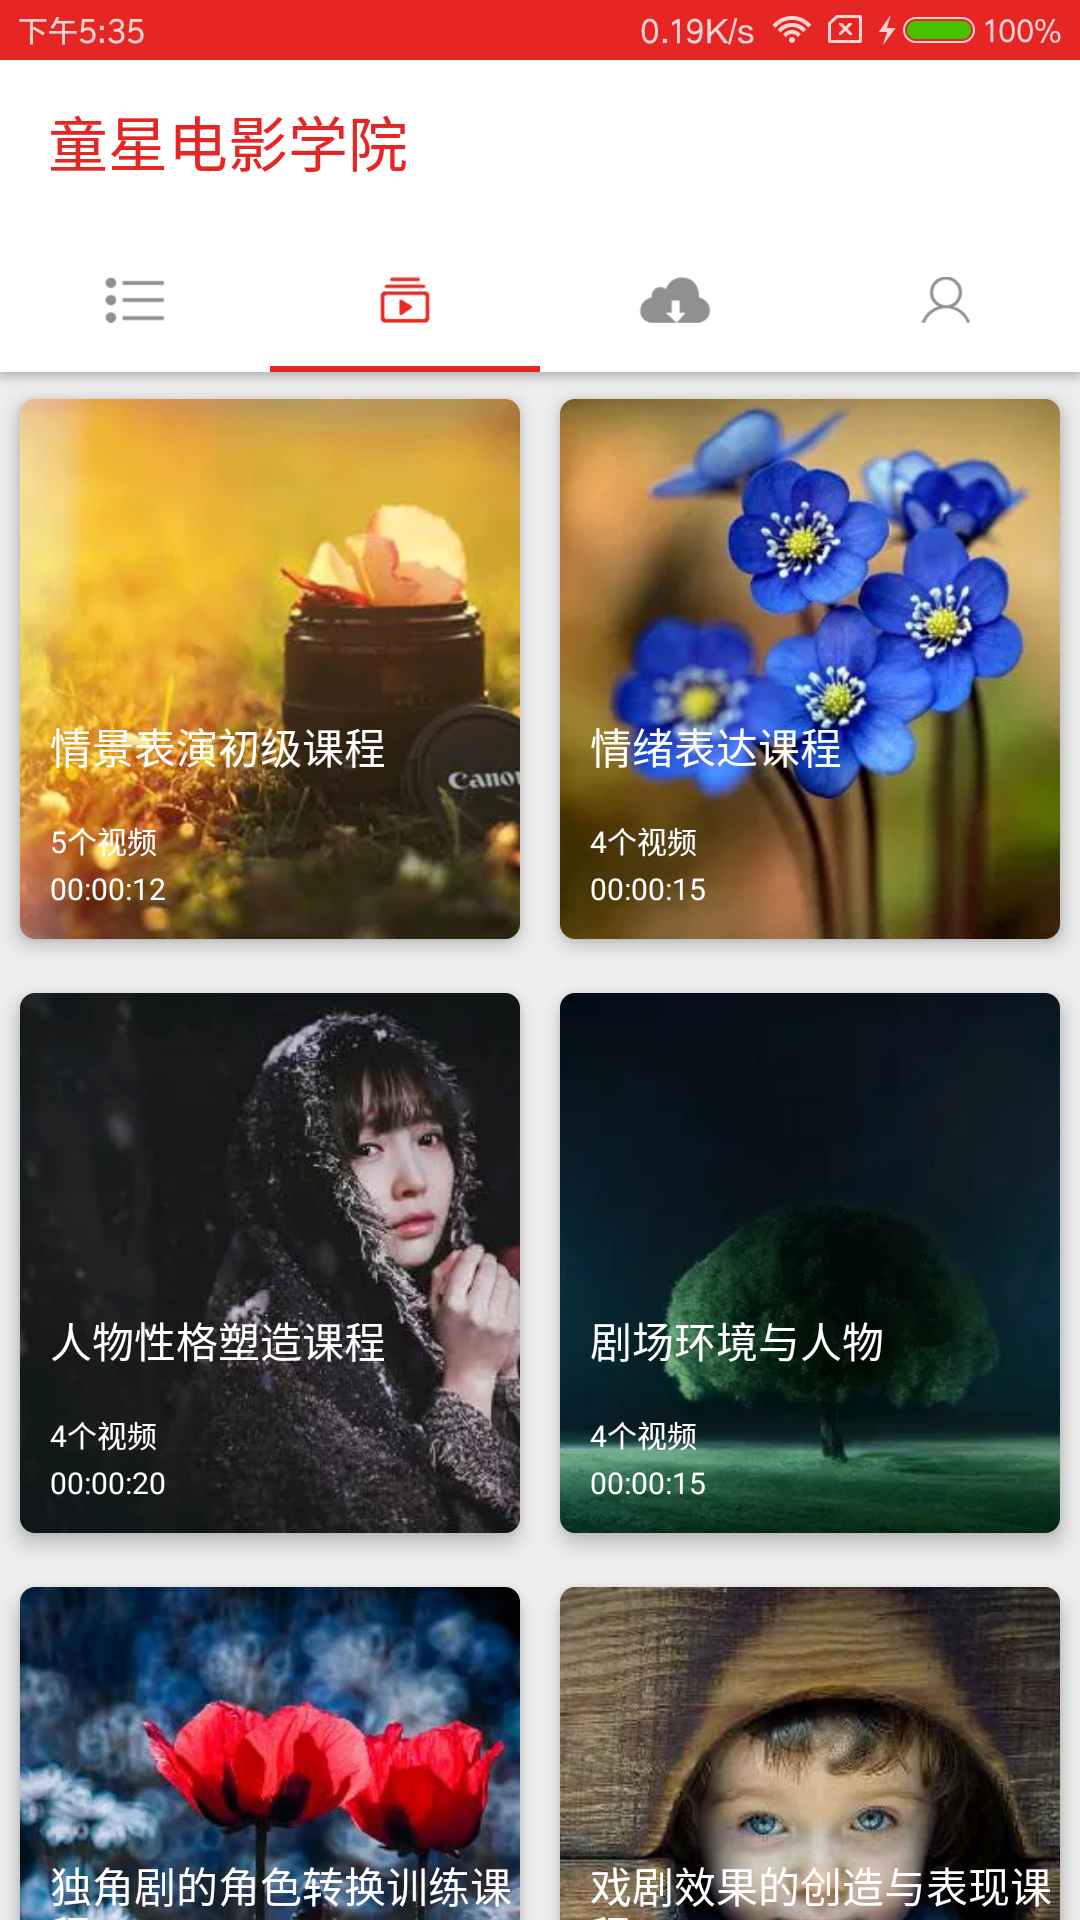 下午5:35
0.19K/s
100%
童星电影学院
Canon
情景表演初级课程
5个视频
00:00:12
情绪表达课程
4个视频
00:00:15
人物性格塑造课程
4个视频
00:00:20
剧场环境与人物
4个视频
00:00:15
独角剧的角色转换训练课
戏剧效果的创造与表现课